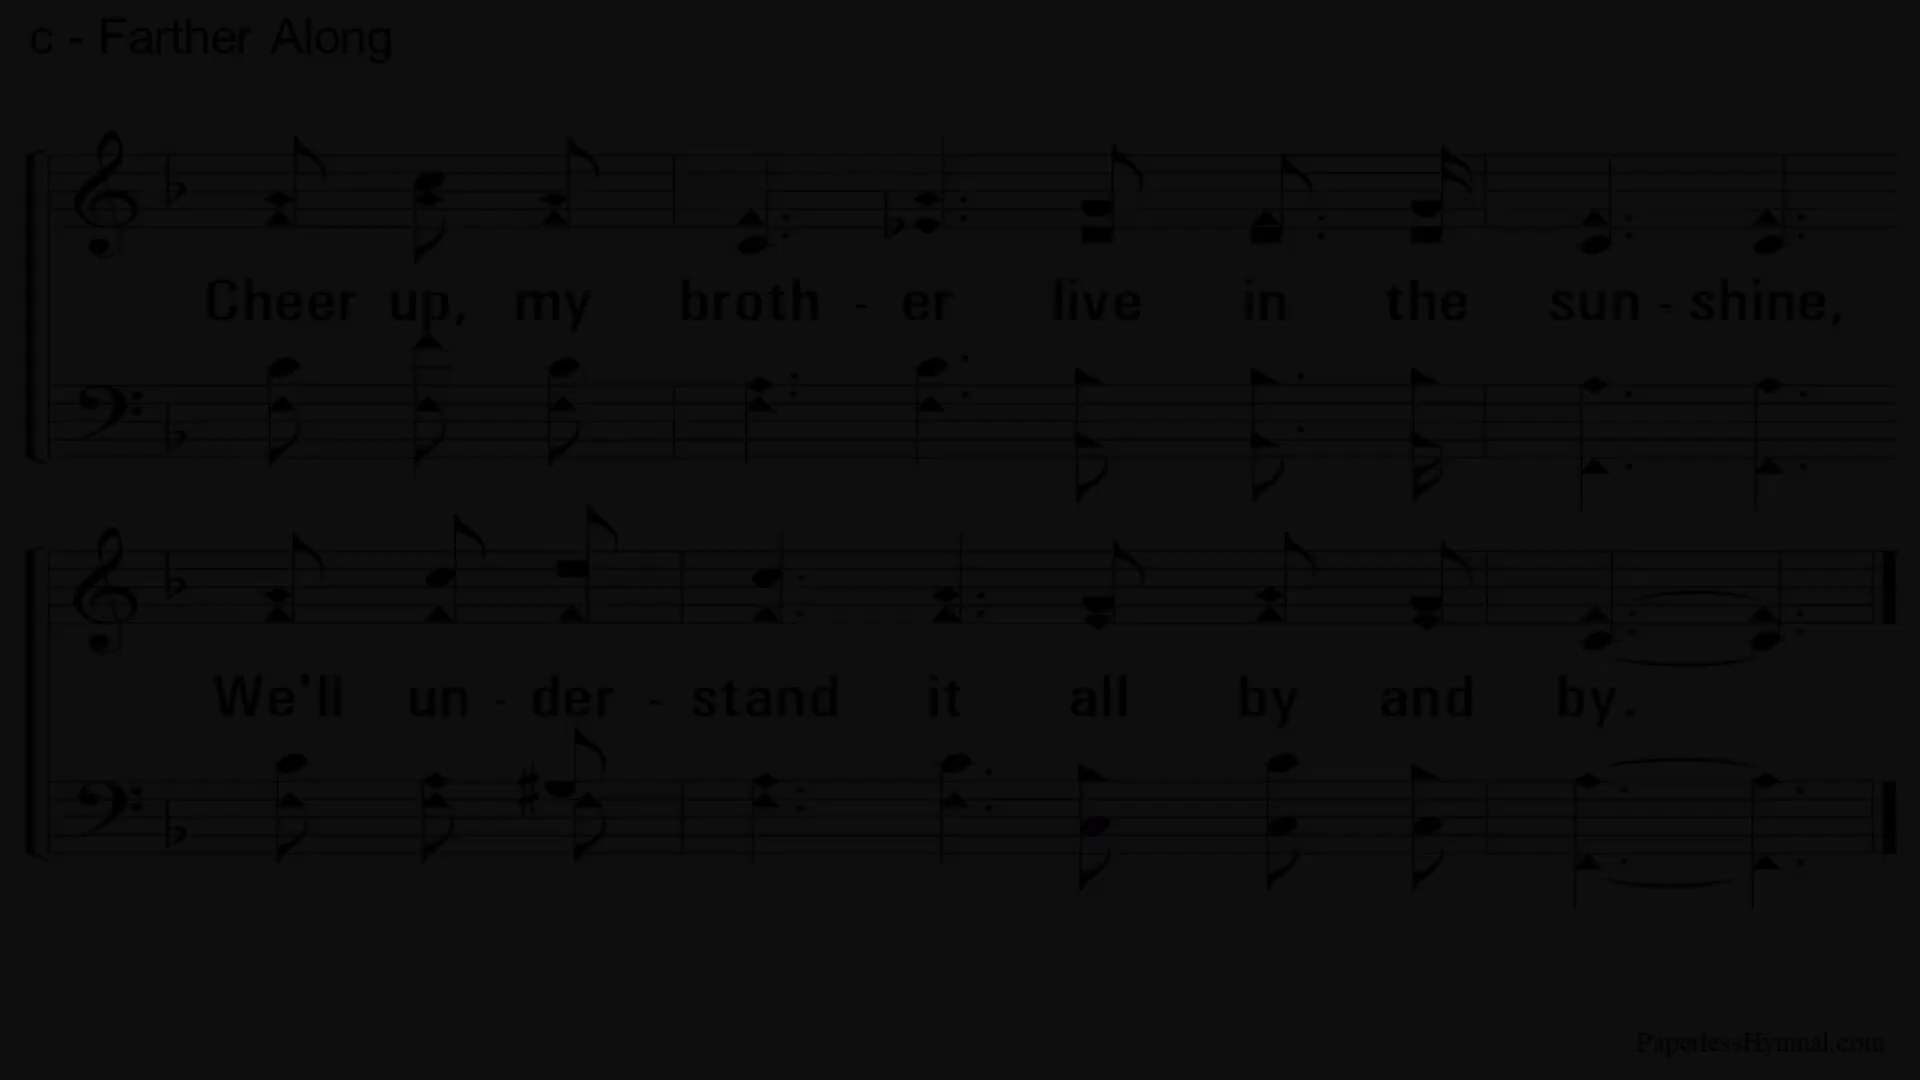 c - Farther Along
Cheer up, my broth - er live in the sun - shine,
We'll un - der - stand it all by and by.
PaperlessHymnal.com